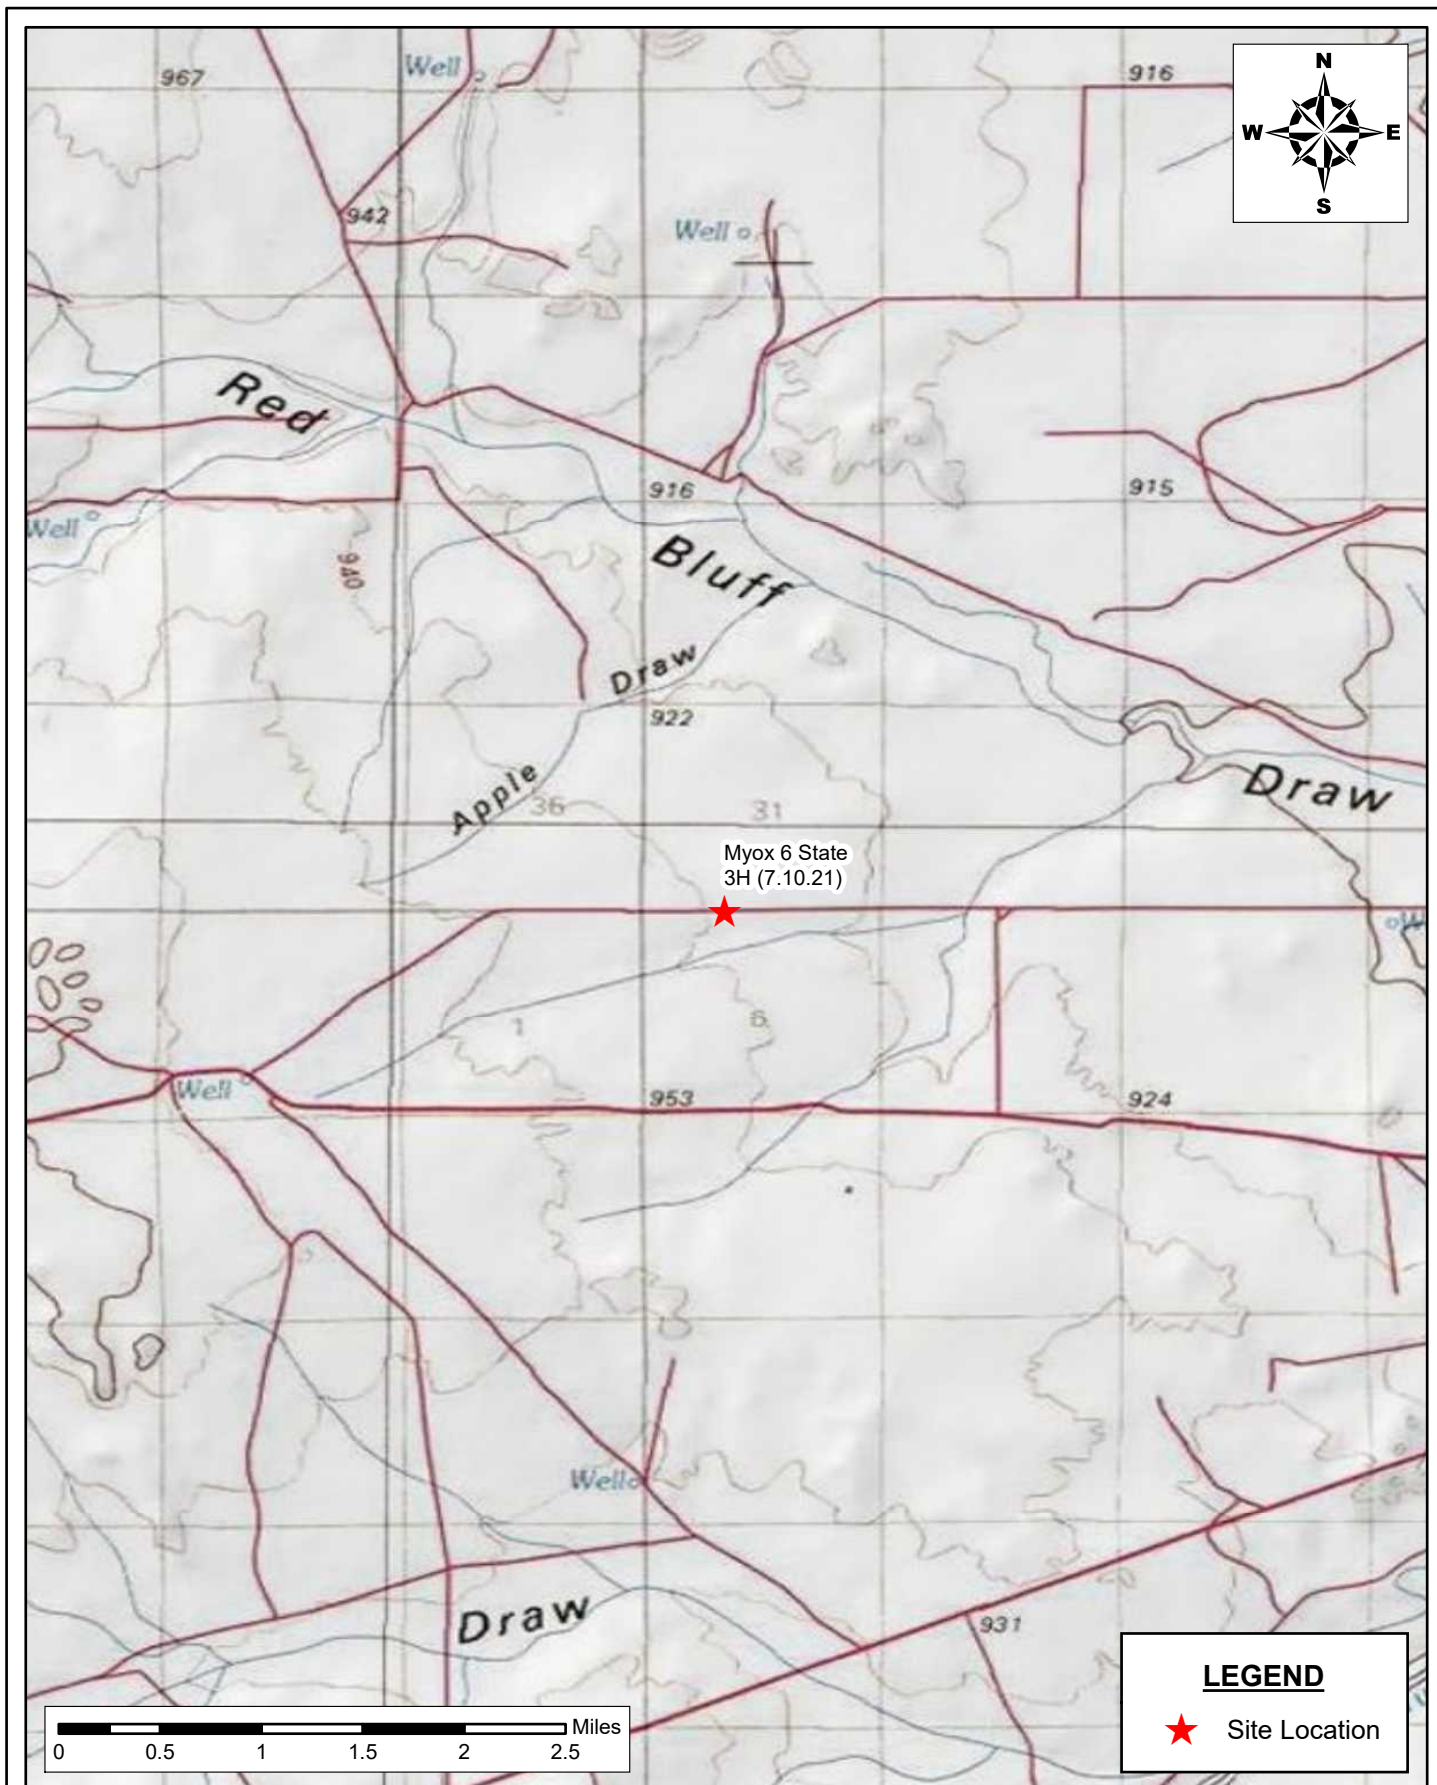 967
Well
916
N
W E
S
942
Well
Red
916
915
Well
940
Bluff
Draw
922
Apple
36
31
Draw
Myox 6 State
3H (7.10.21)
1
6
Well
953
924
Well
Draw
931
LEGEND
Site Location
Miles
0 0.5 1 1.5 2 2.5